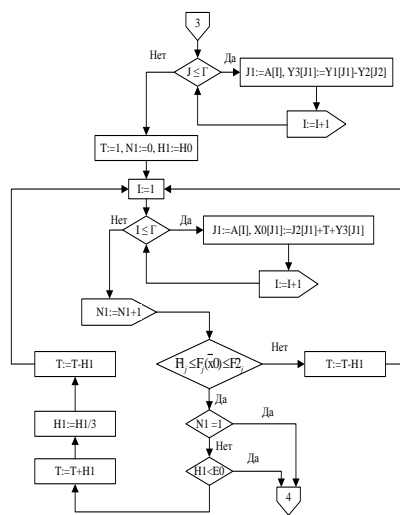 3
Нет
Да
J ≤ Г
J1:=A[I], Y3[J1]:=Y1[J1]-Y2[J2]
I:=I+1
T:=1, N1:=0, H1:=H0
I:=1
Нет
Да
I ≤ Г
J1:=A[I], X0[J1]:=J2[J1]+T+Y3[J1]
I:=I+1
N1:=N1+1
Нет
T:=T-H1
T:=T-H1
Да
N1 =1
Да
H1:=H1/3
Нет
Да
H1<E0
T:=T+H1
4